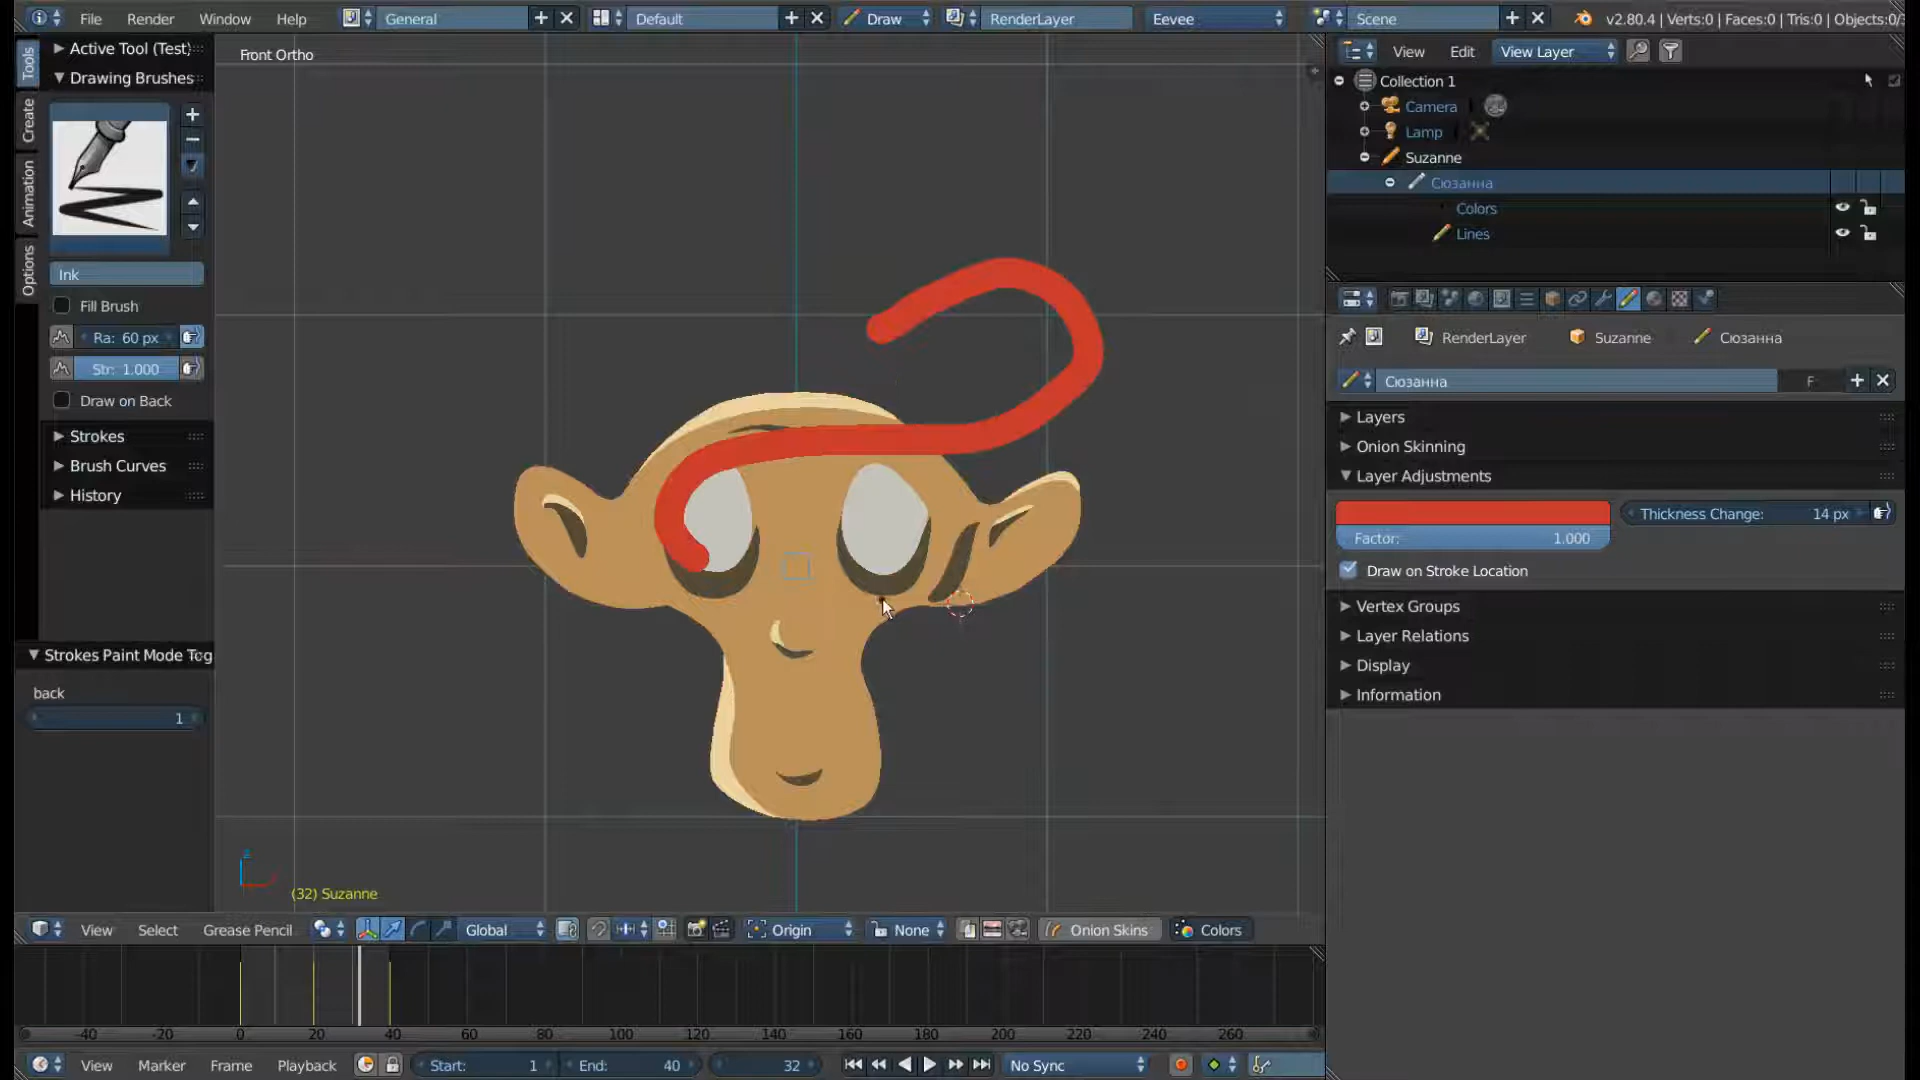 File Render Window Help General Default Draw RenderLayer Eevee Scene v2.80.4 | Verts:0 | Faces:0 | Tris:0 | Objects:0/
Tools
Create
Animation
Options
Active Tool (Test)
Drawing Brushes
Ink
Fill Brush
Ra: 60 px
Str: 1.000
Draw on Back
Strokes
Brush Curves
History
Strokes Paint Mode Tog
back
1
Front Ortho
(32) Suzanne
View Edit View Layer
Collection 1
Camera
Lamp
Suzanne
Сюзанна
Colors
Lines
RenderLayer Suzanne Сюзанна
Сюзанна F
Layers
Onion Skinning
Layer Adjustments
Thickness Change: 14 px
Factor: 1.000
Draw on Stroke Location
Vertex Groups
Layer Relations
Display
Information
View Select Grease Pencil Global Origin None Onion Skins Colors
-40 -20 0 20 40 60 80 100 120 140 160 180 200 220 240 260
View Marker Frame Playback Start: 1 End: 40 32 No Sync